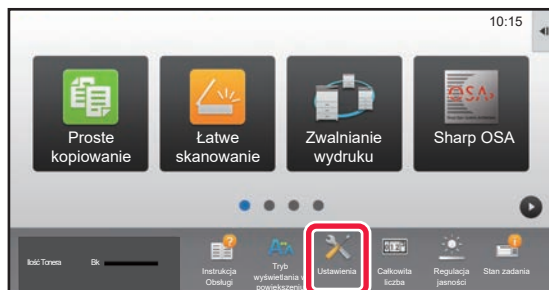 10:15
Proste
kopiowanie
Łatwe
skanowanie
Zwalnianie
wydruku
Sharp OSA
Ilość Tonera Bk
Instrukcja
Obsługi
Tryb
wyświetlania w
powiększeniu
Ustawienia
Całkowita
liczba
Regulacja
jasności
Stan zadania